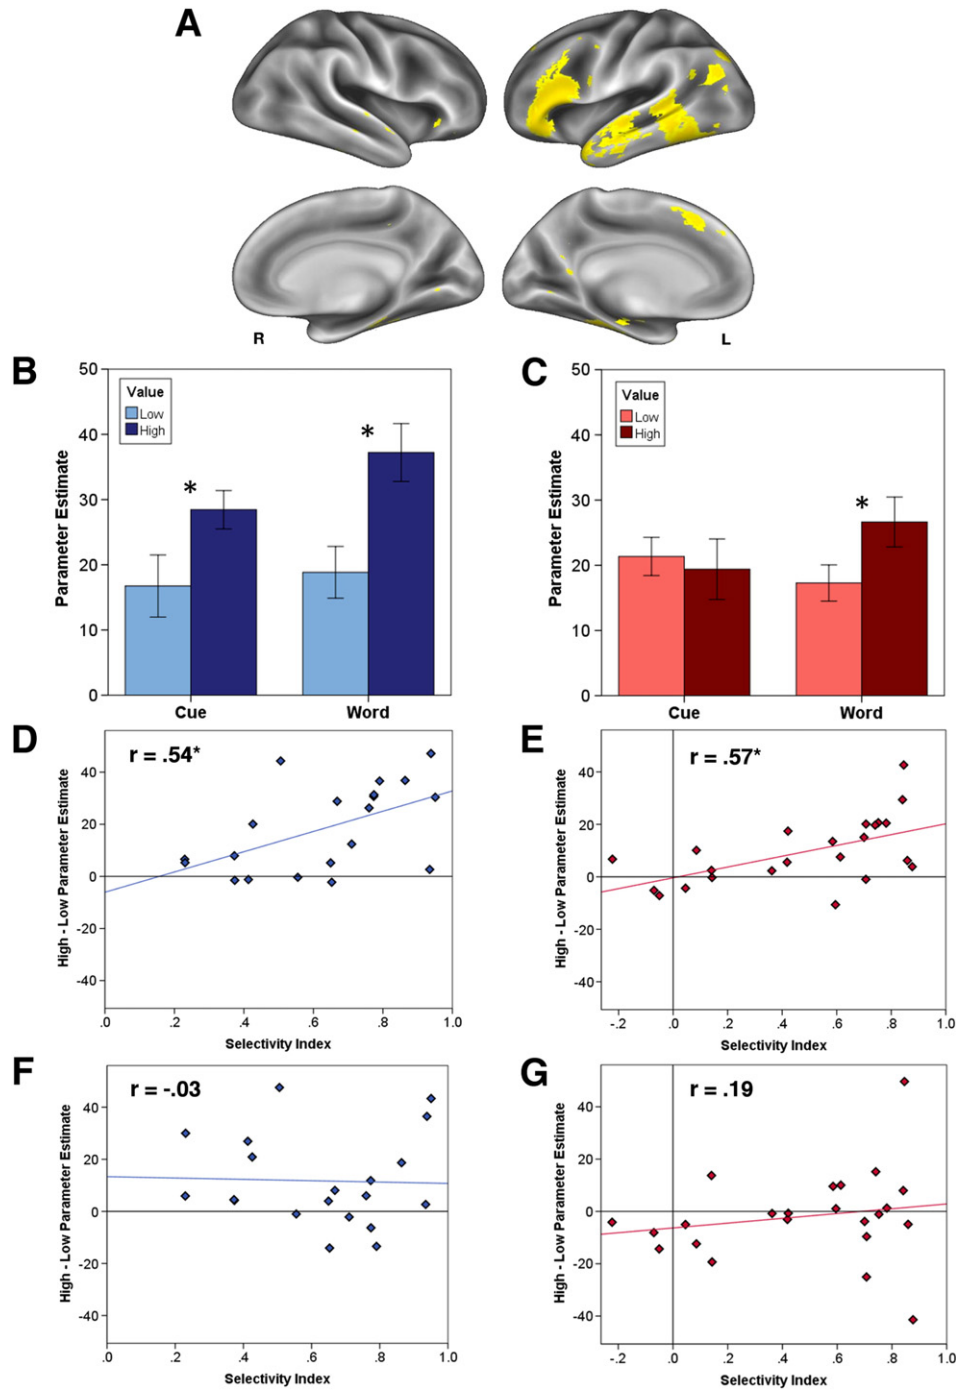 A
R
L
B
Parameter Estimate
50
40
30
20
10
0
Value
Low
High
*
*
Cue
Word
C
Parameter Estimate
50
40
30
20
10
0
Value
Low
High
*
Cue
Word
D
r = .54*
High - Low Parameter Estimate
40
20
0
-20
-40
.0 .2 .4 .6 .8 1.0
Selectivity Index
E
r = .57*
High - Low Parameter Estimate
40
20
0
-20
-40
-.2 .0 .2 .4 .6 .8 1.0
Selectivity Index
F
r = -.03
High - Low Parameter Estimate
40
20
0
-20
-40
.0 .2 .4 .6 .8 1.0
Selectivity Index
G
r = .19
High - Low Parameter Estimate
40
20
0
-20
-40
-.2 .0 .2 .4 .6 .8 1.0
Selectivity Index